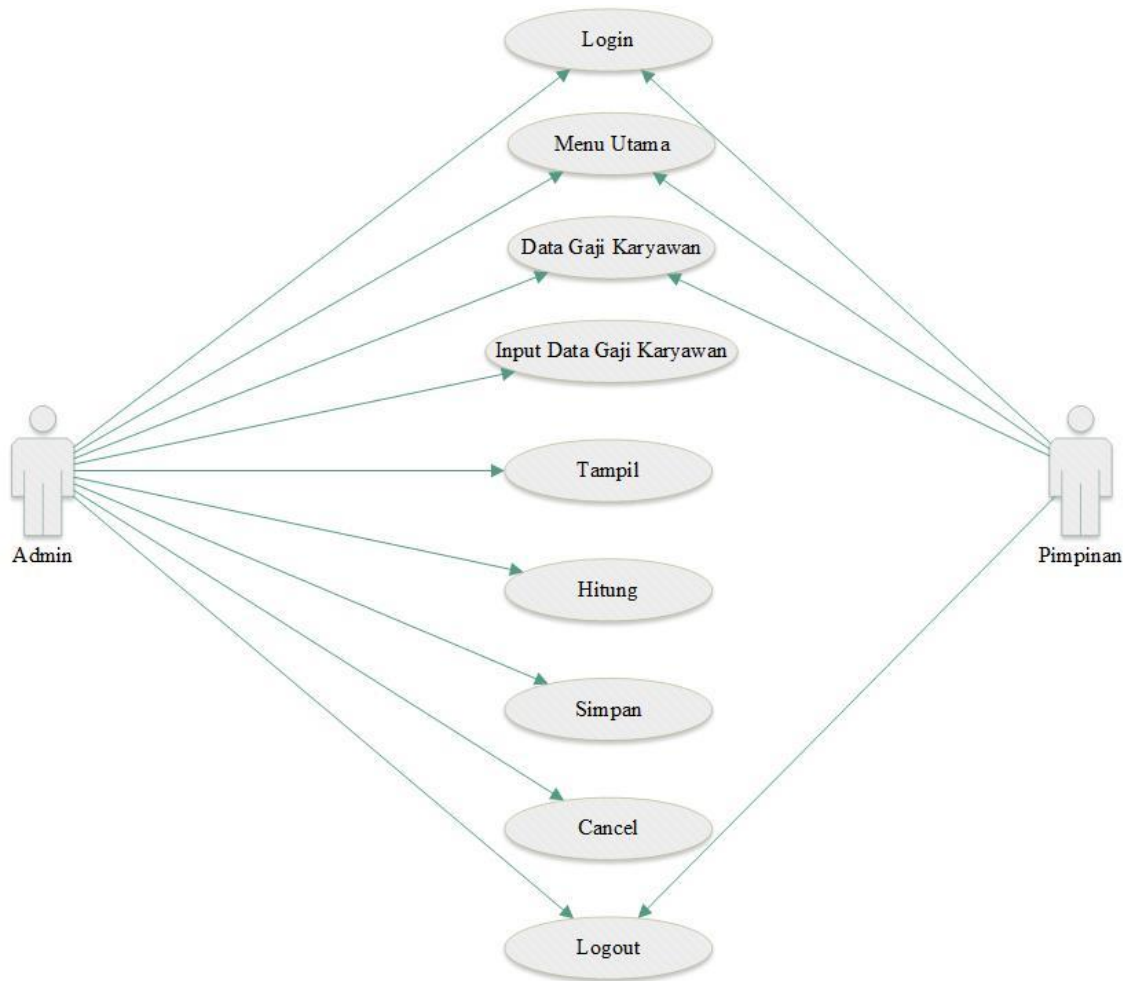 Login
Menu Utama
Data Gaji Karyawan
Input Data Gaji Karyawan
Tampil
Admin
Pimpinan
Hitung
Simpan
Cancel
Logout